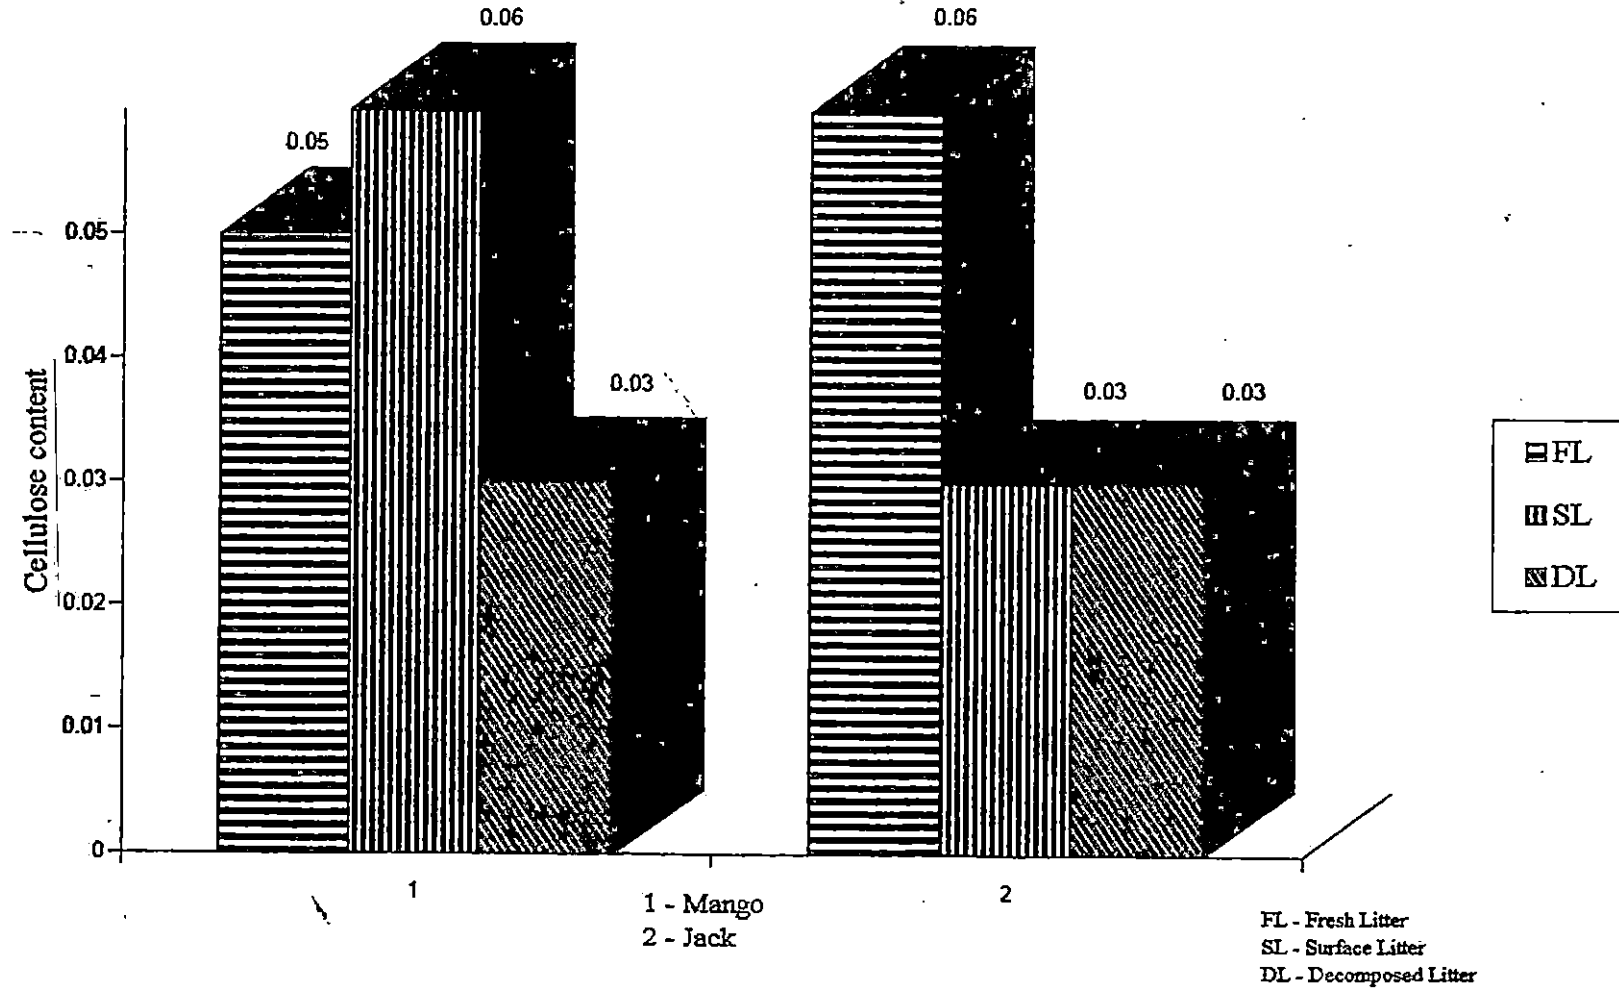 0.06
0.06
0.05
0.05
0.04
0.03
0.03
0.03
Cellulose content
0.03
0.02
0.01
0
FL
SL
DL
1
2
1 - Mango
2 - Jack
FL - Fresh Litter
SL - Surface Litter
DL - Decomposed Litter